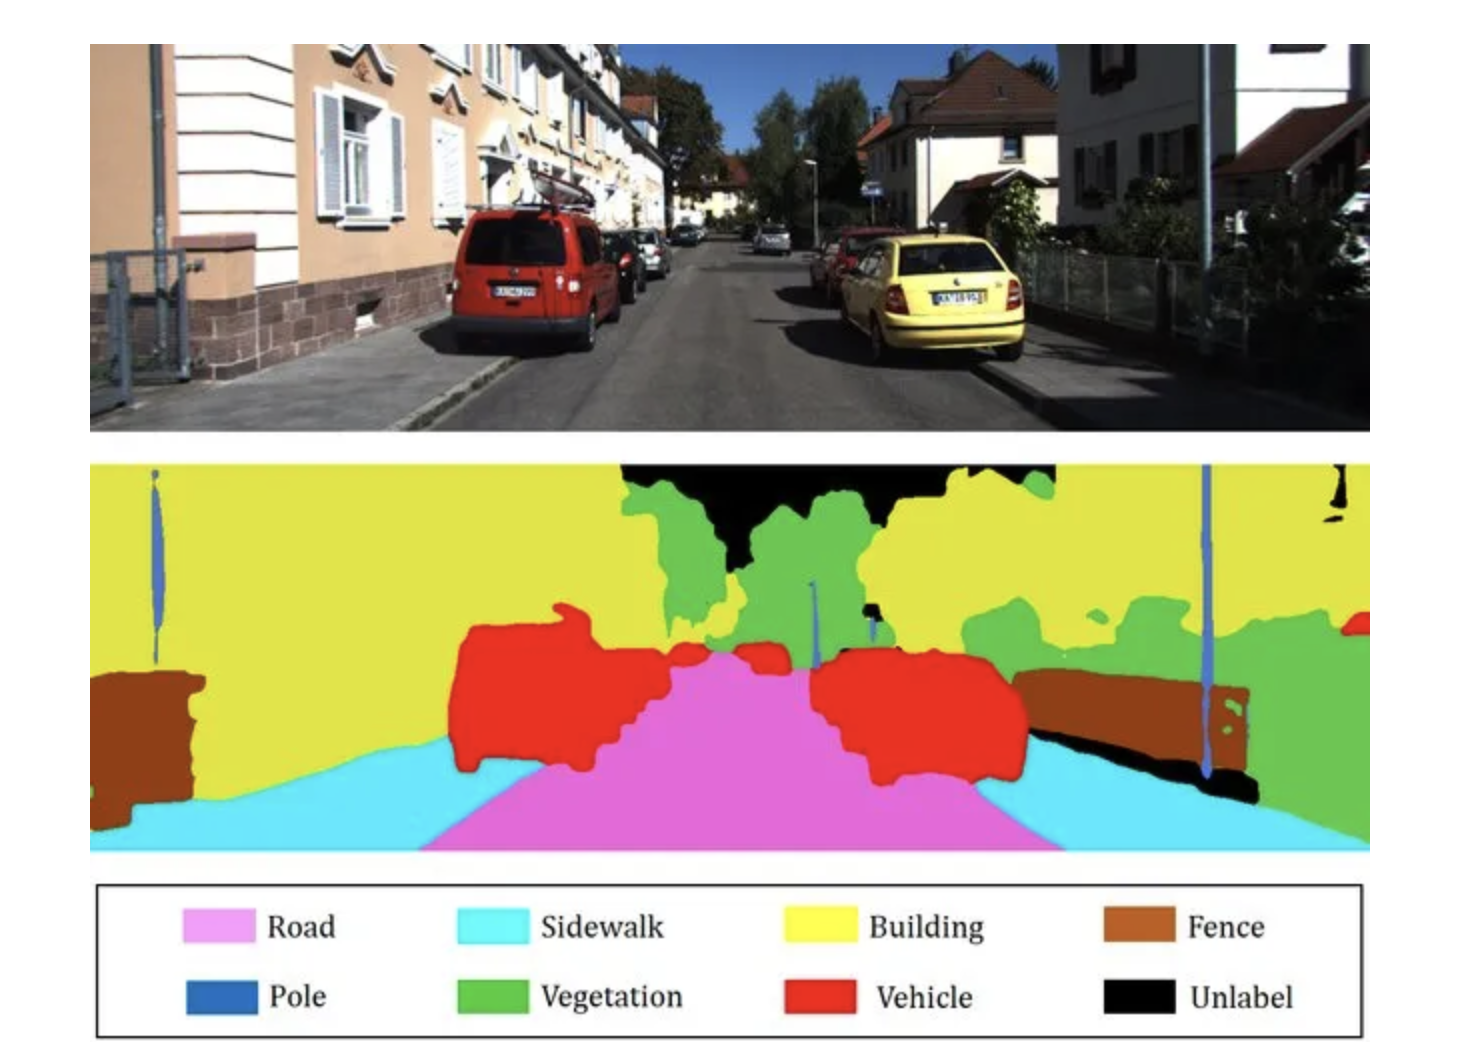 Road Sidewalk Building Fence
Pole Vegetation Vehicle Unlabel